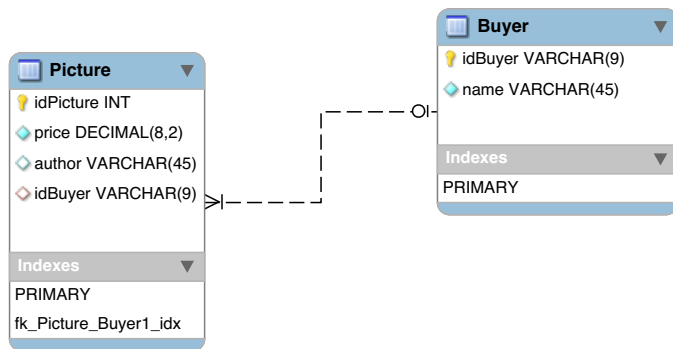 Picture
idPicture INT
price DECIMAL(8,2)
author VARCHAR(45)
idBuyer VARCHAR(9)
Indexes
PRIMARY
fk_Picture_Buyer1_idx
Buyer
idBuyer VARCHAR(9)
name VARCHAR(45)
Indexes
PRIMARY